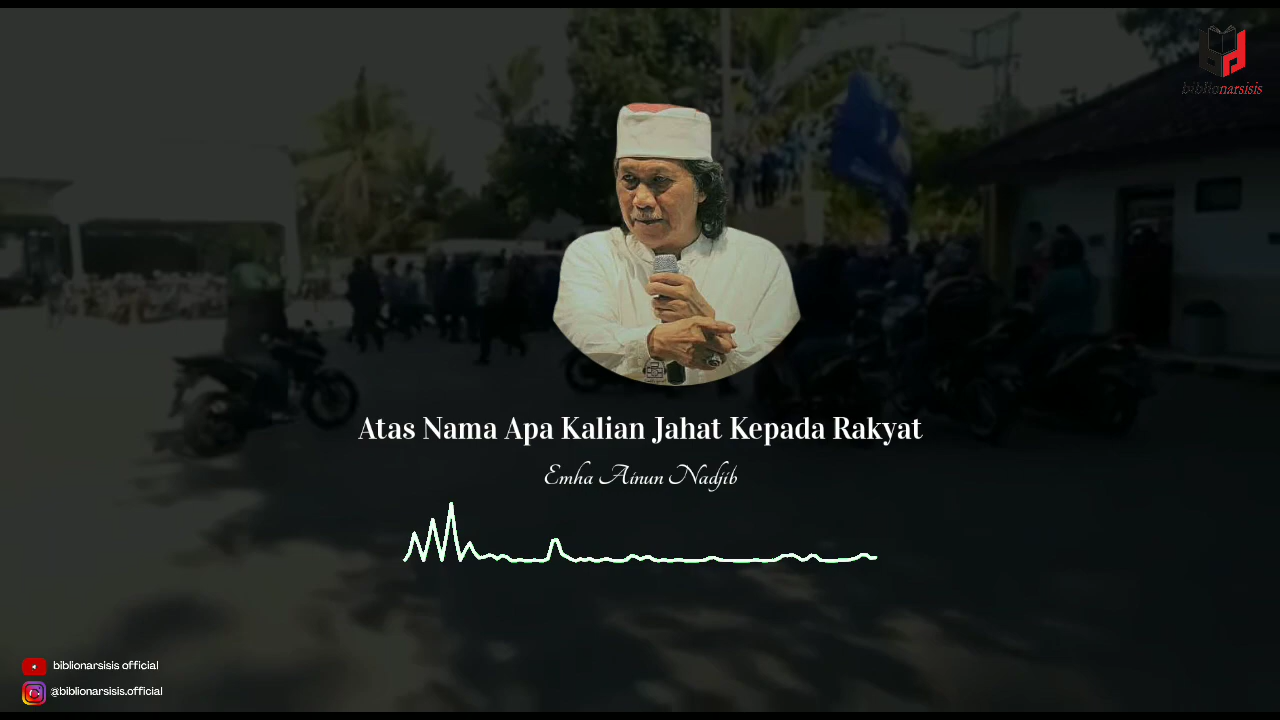 biblionarsisis
Atas Nama Apa Kalian Jahat Kepada Rakyat
Emha Ainun Nadjib
biblionarsisis official
@biblionarsisis.official